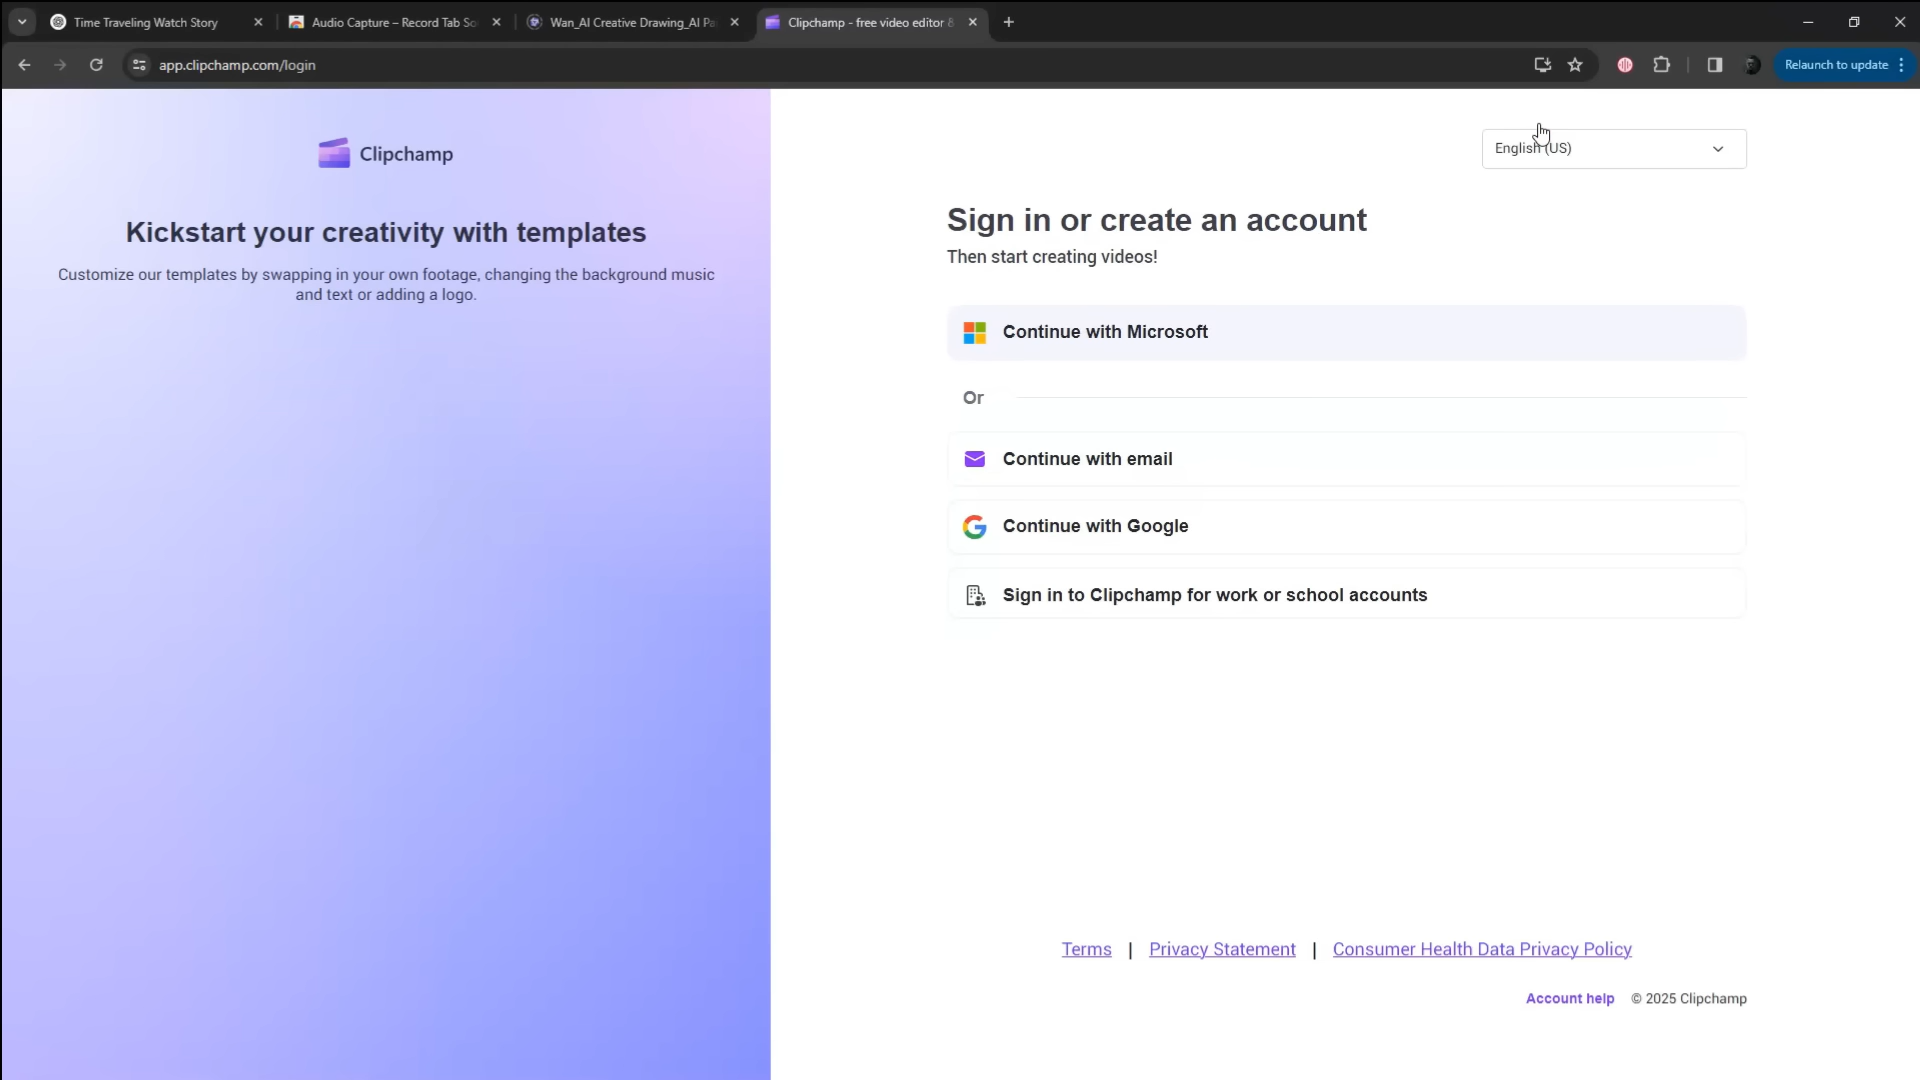 Time Traveling Watch Story
Audio Capture – Record Tab So
Wan_AI Creative Drawing_AI Pa
Clipchamp - free video editor &
app.clipchamp.com/login
Relaunch to update
Clipchamp
Kickstart your creativity with templates
Customize our templates by swapping in your own footage, changing the background music
and text or adding a logo.
English (US)
Sign in or create an account
Then start creating videos!
Continue with Microsoft
Or
Continue with email
Continue with Google
Sign in to Clipchamp for work or school accounts
Terms | Privacy Statement | Consumer Health Data Privacy Policy
Account help © 2025 Clipchamp